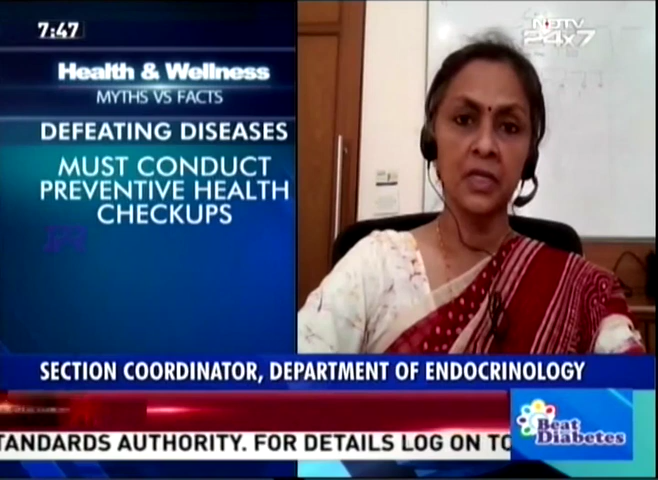 7:47
NDTV
24x7
Health & Wellness
MYTHS VS FACTS
DEFEATING DISEASES
MUST CONDUCT
PREVENTIVE HEALTH
CHECKUPS
SECTION COORDINATOR, DEPARTMENT OF ENDOCRINOLOGY
TANDARDS AUTHORITY. FOR DETAILS LOG ON TO
Beat
Diabetes